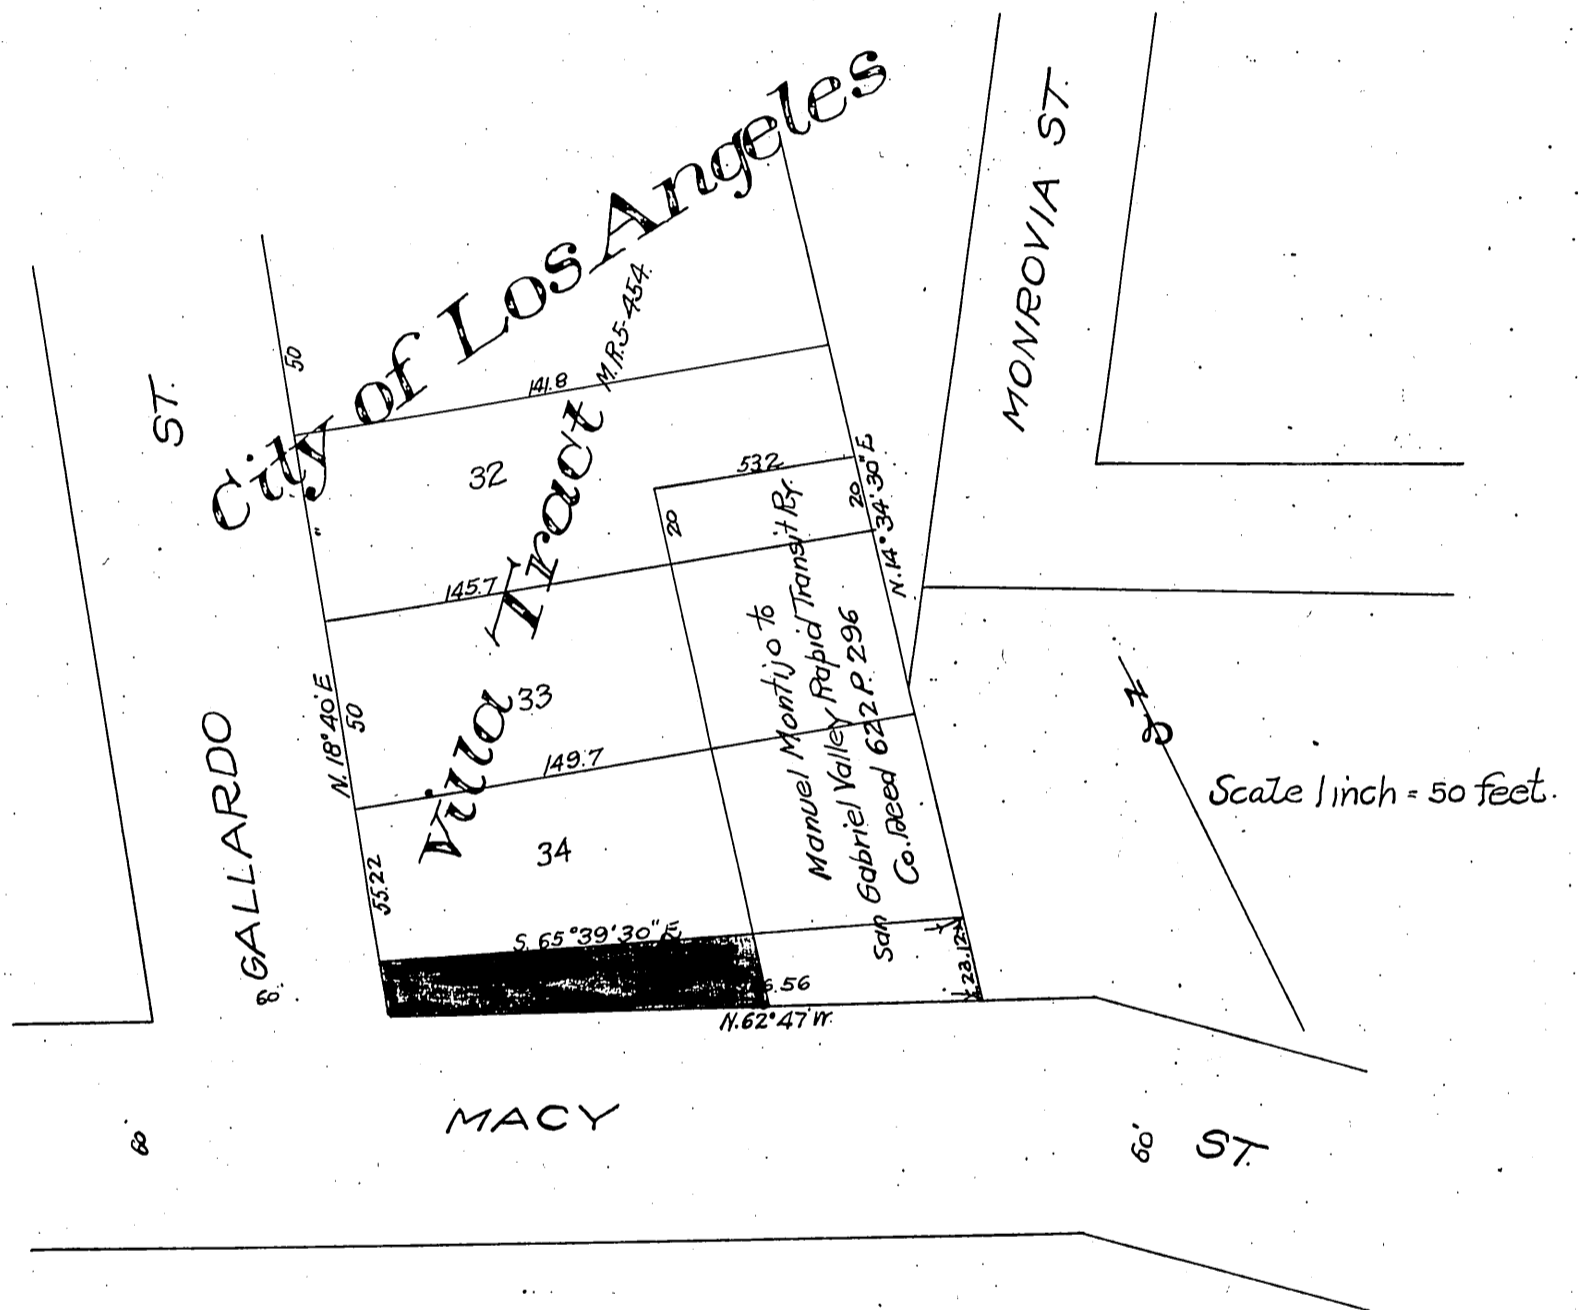 City of Los Angeles
Villa Tract M.R.5-454.
MONROVIA ST.
GALLARDO ST.
50
141.8
32
"
532
20
20
N.14°34'30"E
145.7
33
N.18°40'E
50
149.7
34
55.22
Manuel Montijo to
San Gabriel Valley Rapid Transit Ry.
Co. Deed 622 P. 296
S. 65°39'30"E
23.12
6.56
N.62°47'W.
60
Scale 1 inch = 50 feet.
MACY ST.
60
60'